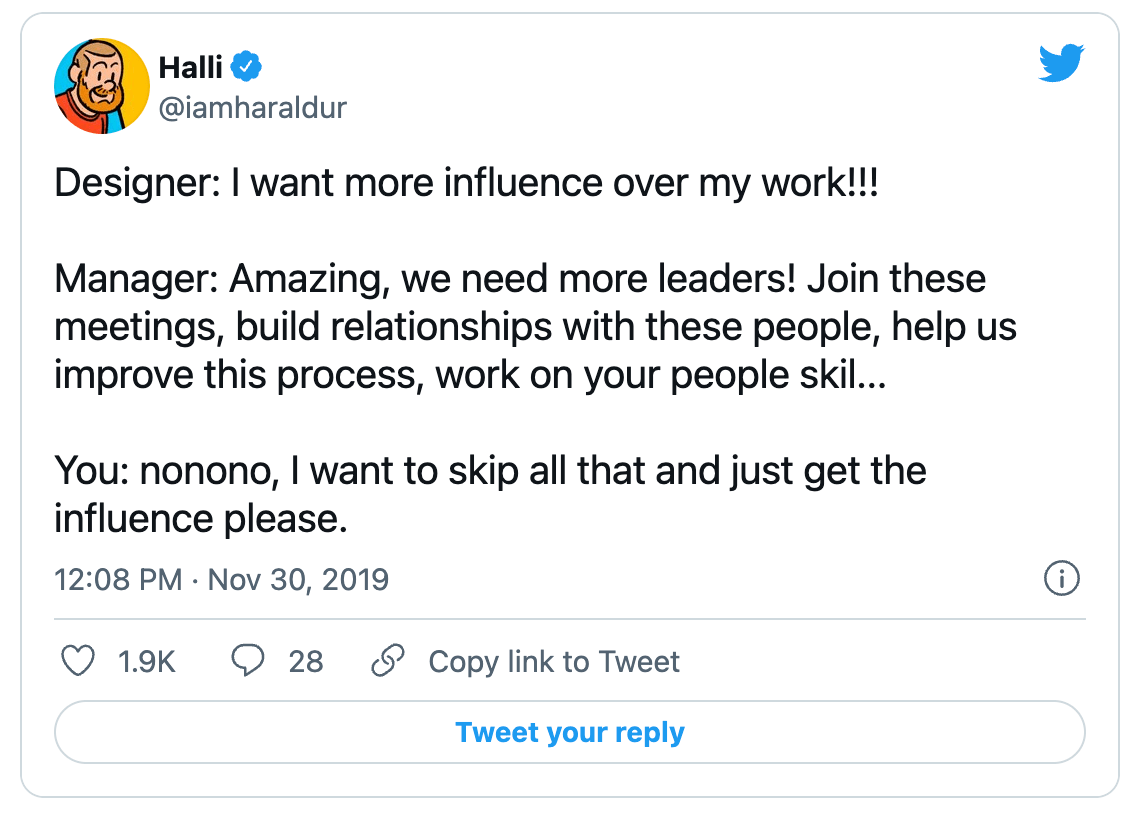 Halli
@iamharaldur
Designer: I want more influence over my work!!!
Manager: Amazing, we need more leaders! Join these
meetings, build relationships with these people, help us
improve this process, work on your people skil...
You: nonono, I want to skip all that and just get the
influence please.
12:08 PM · Nov 30, 2019
1.9K 28 Copy link to Tweet
Tweet your reply